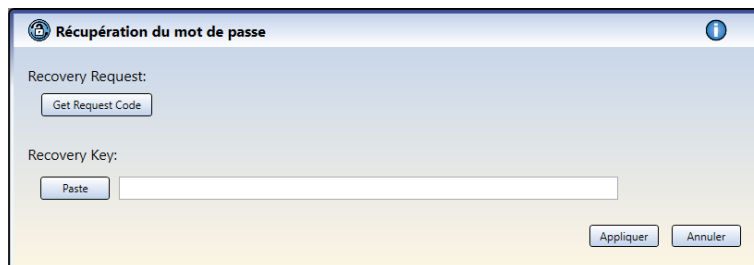 Récupération du mot de passe
Recovery Request:
Get Request Code
Recovery Key:
Paste
Appliquer Annuler